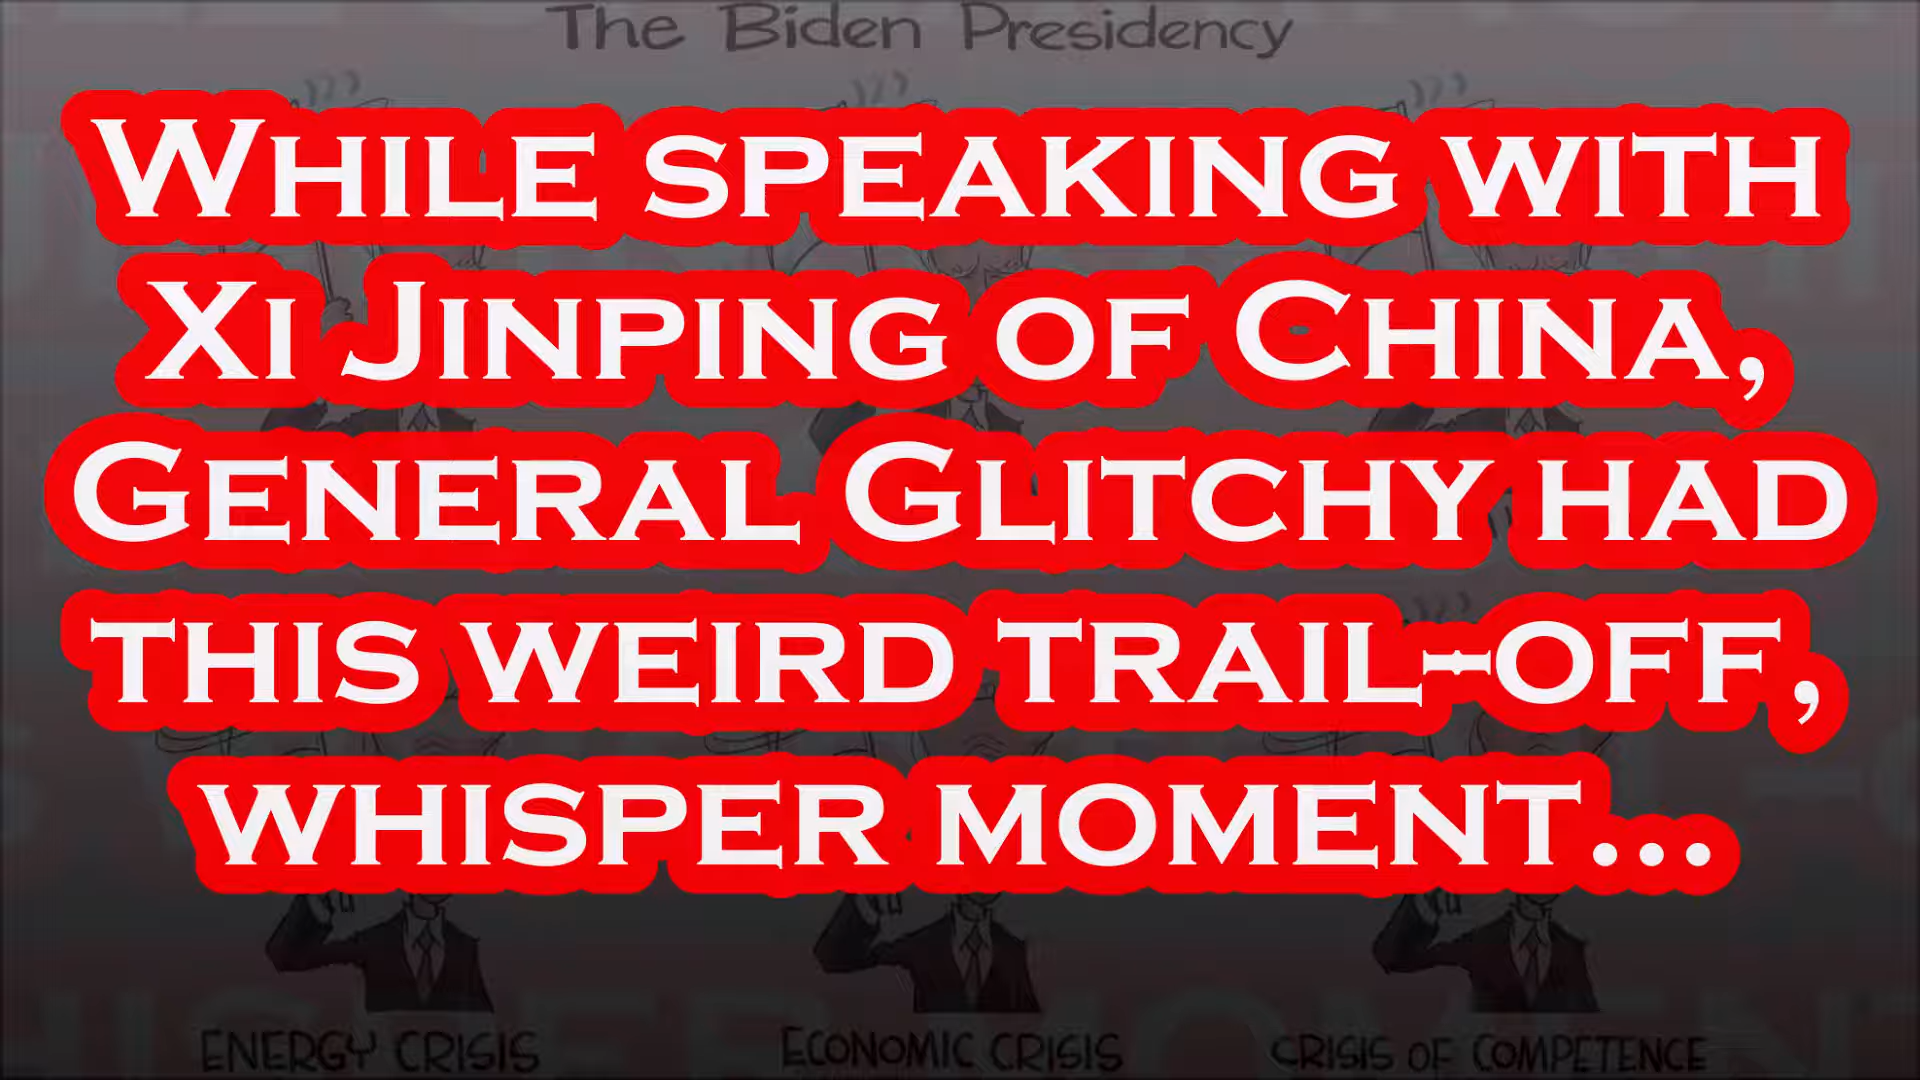 The Biden Presidency
While speaking with
Xi Jinping of China,
General Glitchy had
this weird trail-off,
whisper moment...
ENERGY CRISIS
ECONOMIC CRISIS
CRISIS OF COMPETENCE